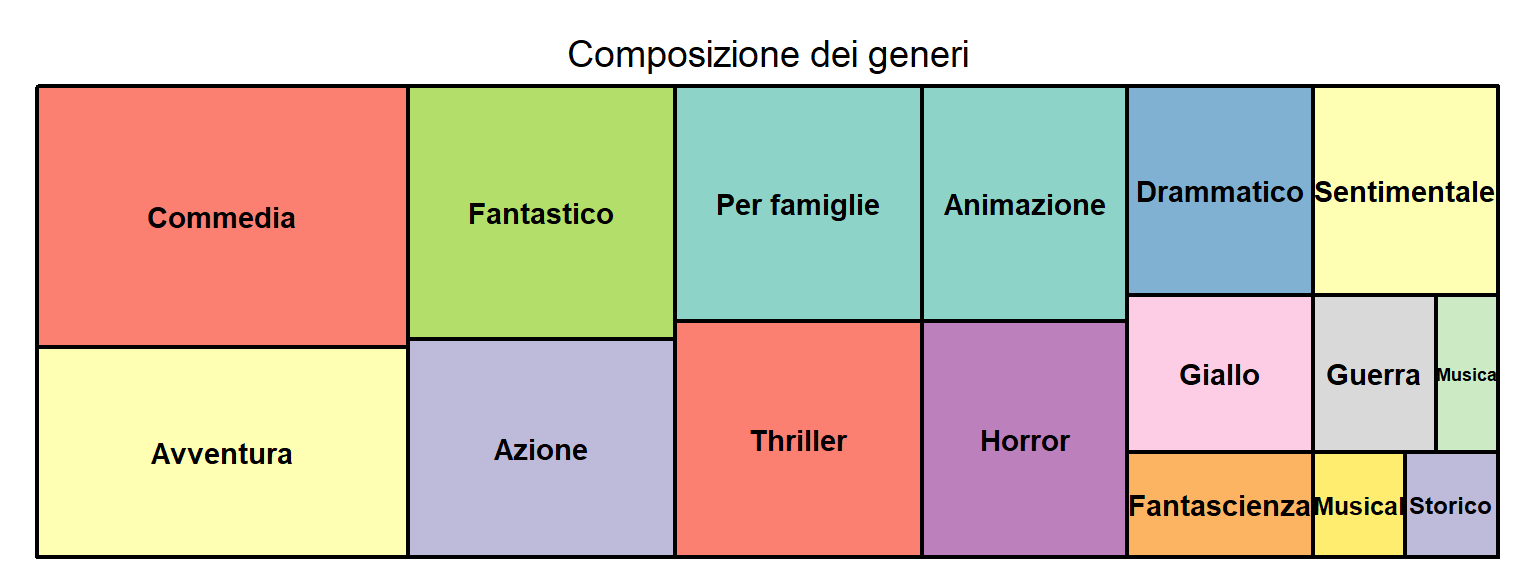 Composizione dei generi
Commedia
Fantastico
Per famiglie
Animazione
Drammatico
Sentimentale
Giallo
Guerra
Musica
Avventura
Azione
Thriller
Horror
Fantascienza
Musical
Storico